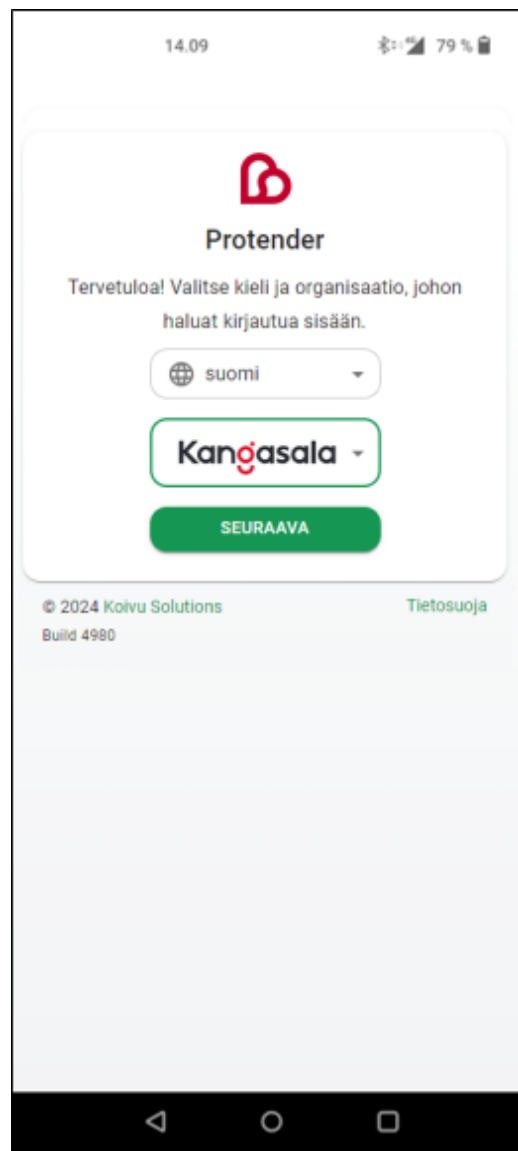 14.09
79 %
Protender
Tervetuloa! Valitse kieli ja organisaatio, johon
haluat kirjautua sisään.
suomi
Kangasala
SEURAAVA
© 2024 Koivu Solutions Tietosuoja
Build 4980